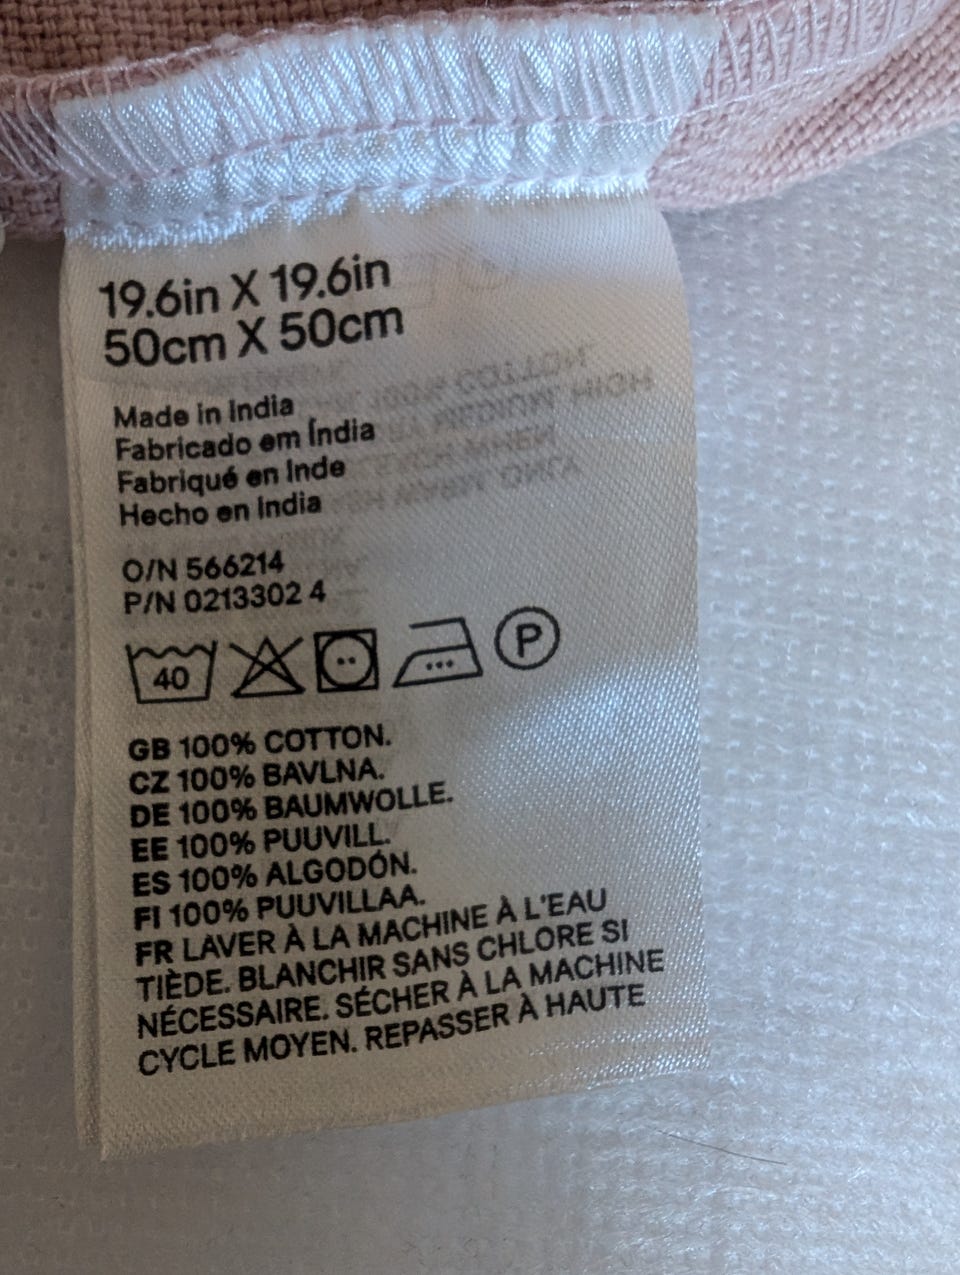 19.6in X 19.6in
50cm X 50cm
Made in India
Fabricado em Índia
Fabriqué en Inde
Hecho en India
O/N 566214
P/N 0213302 4
40 P
GB 100% COTTON.
CZ 100% BAVLNA.
DE 100% BAUMWOLLE.
EE 100% PUUVILL.
ES 100% ALGODÓN.
FI 100% PUUVILLAA.
FR LAVER À LA MACHINE À L'EAU
TIÈDE. BLANCHIR SANS CHLORE SI
NÉCESSAIRE. SÉCHER À LA MACHINE
CYCLE MOYEN. REPASSER À HAUTE